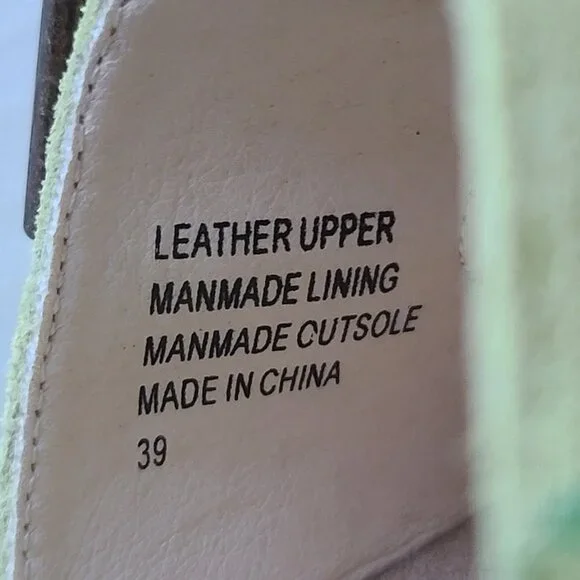 LEATHER UPPER
MANMADE LINING
MANMADE OUTSOLE
MADE IN CHINA
39